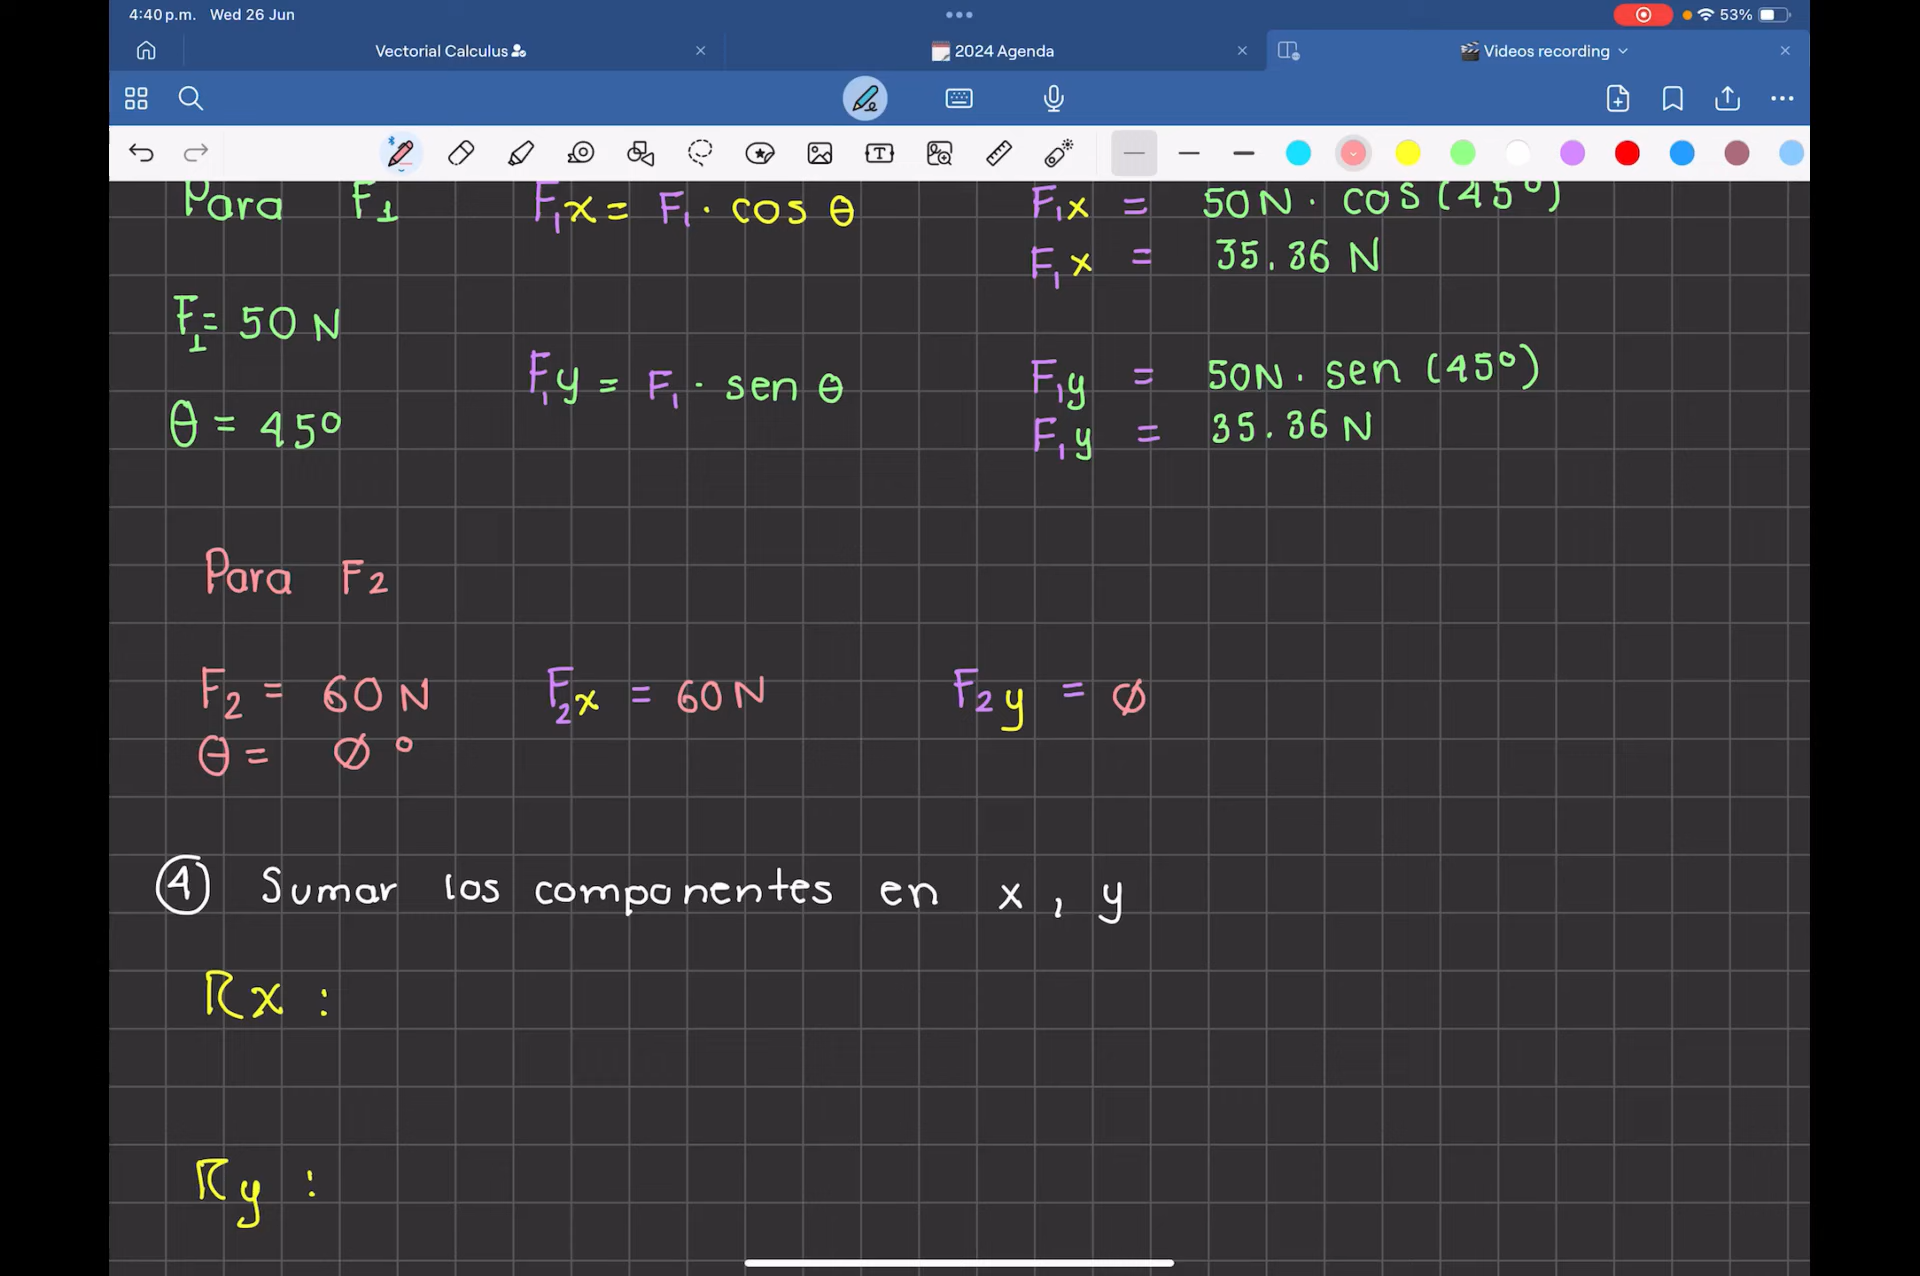 4:40 p.m. Wed 26 Jun
53%
Vectorial Calculus
2024 Agenda
Videos recording
Para F1 F1x = F1 · cos θ F1x = 50N · cos (45°)
F1x = 35.36 N
F1 = 50 N
F1y = F1 · sen θ F1y = 50N · sen (45°)
θ = 45° F1y = 35.36 N
Para F2
F2 = 60 N F2x = 60 N F2y = ∅
θ = ∅°
④ Sumar los componentes en x, y
Rx :
Ry :